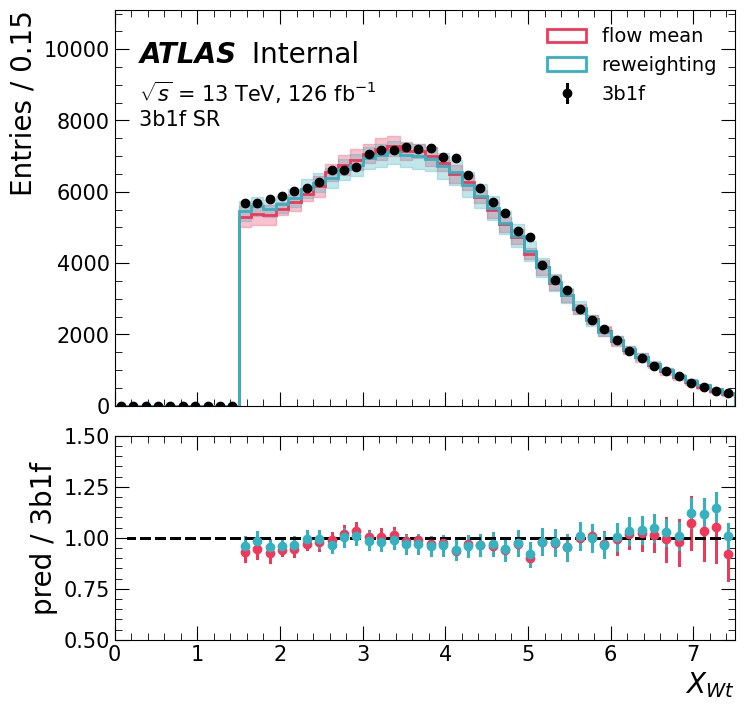 Entries / 0.15
10000
8000
6000
4000
2000
0
ATLAS Internal
√s = 13 TeV, 126 fb⁻¹
3b1f SR
flow mean
reweighting
3b1f
pred / 3b1f
1.50
1.25
1.00
0.75
0.50
0 1 2 3 4 5 6 7
X_{Wt}